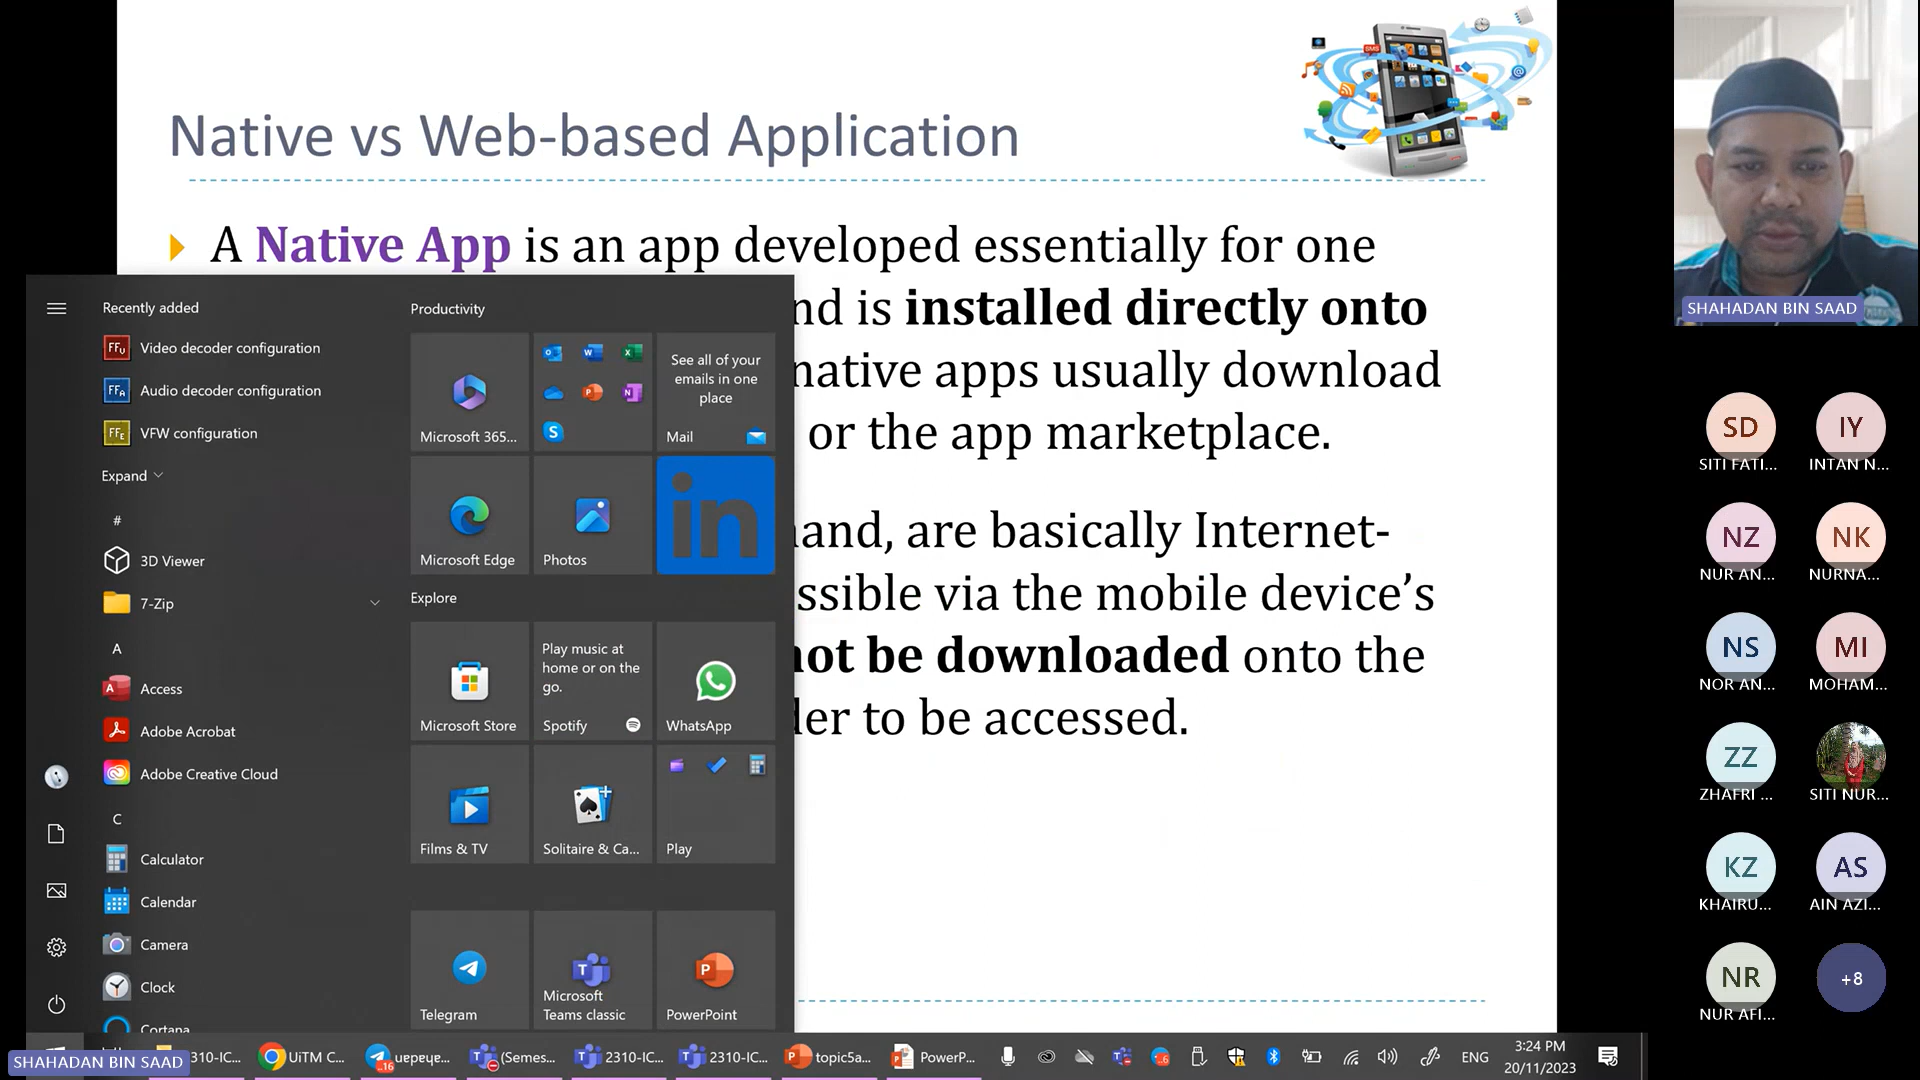 Native vs Web-based Application
A Native App is an app developed essentially for one
nd is installed directly onto
native apps usually download
or the app marketplace.
hand, are basically Internet-
ssible via the mobile device's
not be downloaded onto the
der to be accessed.
Recently added
Video decoder configuration
Audio decoder configuration
VFW configuration
Expand
#
3D Viewer
7-Zip
A
Access
Adobe Acrobat
Adobe Creative Cloud
C
Calculator
Calendar
Camera
Clock
Cortana
Productivity
Microsoft 365...
See all of your
emails in one
place
Mail
Microsoft Edge
Photos
in
Explore
Microsoft Store
Play music at
home or on the
go.
Spotify
WhatsApp
Films & TV
Solitaire & Ca...
Play
Telegram
Microsoft
Teams classic
PowerPoint
SHAHADAN BIN SAAD
SD
SITI FATI...
IY
INTAN N...
NZ
NUR AN...
NK
NURNA...
NS
NOR AN...
MI
MOHAM...
ZZ
ZHAFRI ...
SITI NUR...
KZ
KHAIRU...
AS
AIN AZI...
NR
NUR AFI...
+8
SHAHADAN BIN SAAD
310-IC...
UiTM C...
(Semes...
2310-IC...
2310-IC...
topic5a...
PowerP...
ENG
3:24 PM
20/11/2023